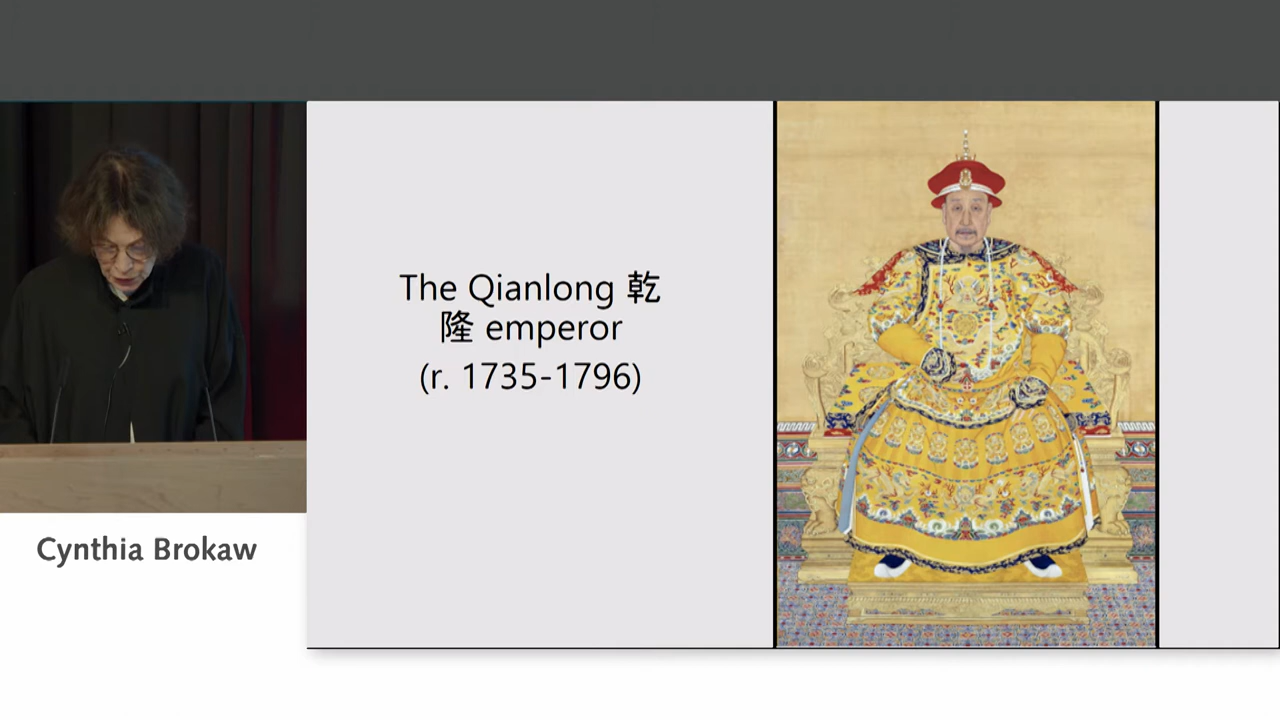 The Qianlong 乾
隆 emperor
(r. 1735-1796)
Cynthia Brokaw